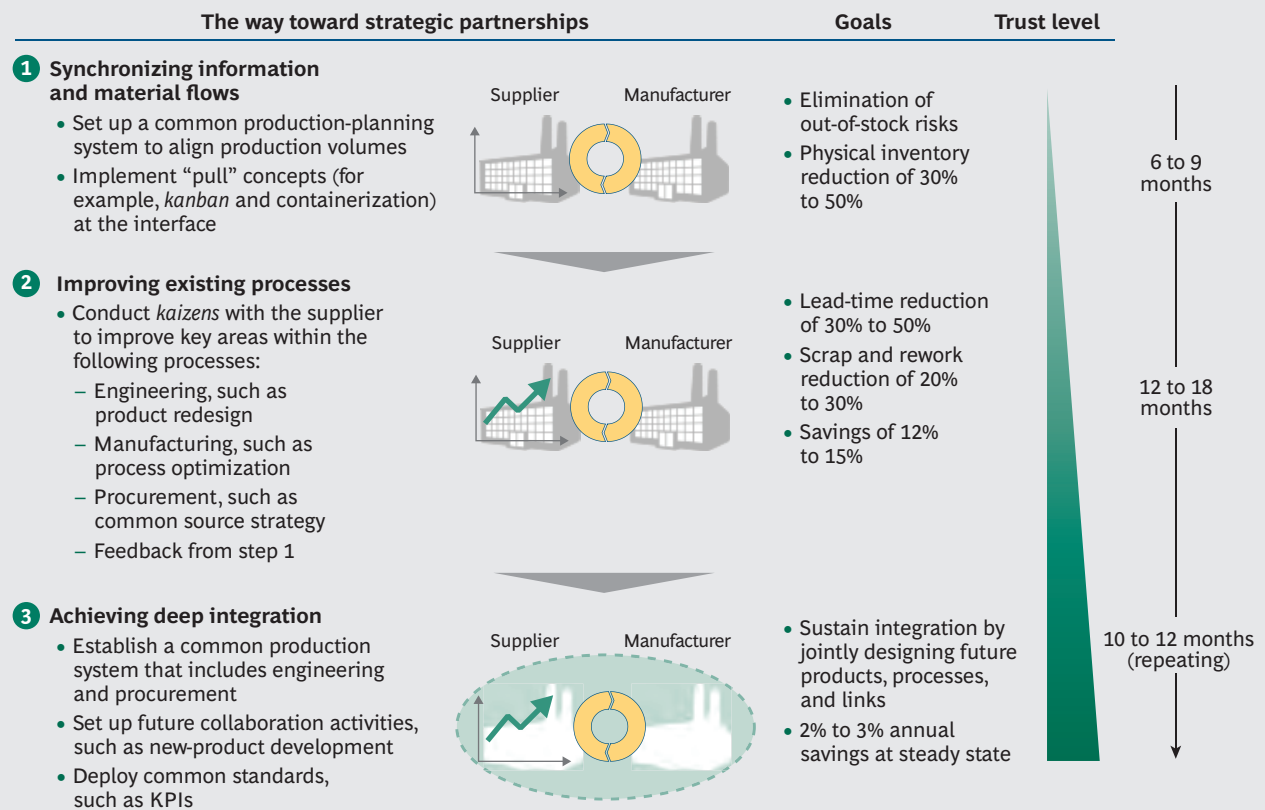 The way toward strategic partnerships
Goals
Trust level
1 Synchronizing information
and material flows
• Set up a common production-planning
system to align production volumes
• Implement “pull” concepts (for
example, kanban and containerization)
at the interface
Supplier
Manufacturer
• Elimination of
out-of-stock risks
• Physical inventory
reduction of 30%
to 50%
6 to 9
months
2 Improving existing processes
• Conduct kaizens with the supplier
to improve key areas within the
following processes:
– Engineering, such as
product redesign
– Manufacturing, such as
process optimization
– Procurement, such as
common source strategy
– Feedback from step 1
Supplier
Manufacturer
• Lead-time reduction
of 30% to 50%
• Scrap and rework
reduction of 20%
to 30%
• Savings of 12%
to 15%
12 to 18
months
3 Achieving deep integration
• Establish a common production
system that includes engineering
and procurement
• Set up future collaboration activities,
such as new-product development
• Deploy common standards,
such as KPIs
Supplier
Manufacturer
• Sustain integration by
jointly designing future
products, processes,
and links
• 2% to 3% annual
savings at steady state
10 to 12 months
(repeating)